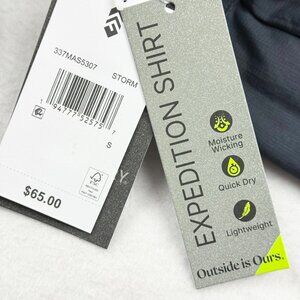 337MAS5307
STORM
S
$65.00
EXPEDITION SHIRT
Moisture
Wicking
Quick Dry
Lightweight
Outside is Ours.